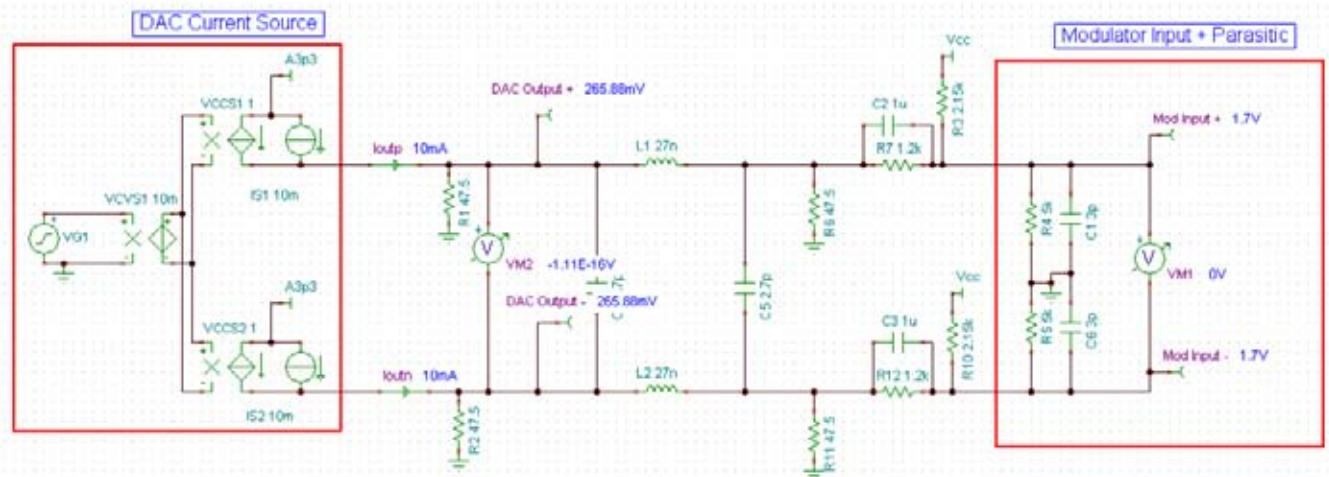 DAC Current Source
Modulator Input + Parasitic
A3p3
VCCS1 1
IS1 10m
VCVS1 10m
VG1
A3p3
VCCS2 1
IS2 10m
Ioutp 10mA
Ioutn 10mA
R1 47.5
R2 47.5
VM2 -1.11E-16V
DAC Output + 265.88mV
DAC Output - 265.88mV
.7p
L1 27n
L2 27n
C5 2.7p
R6 47.5
R11 47.5
C2 1u
R7 1.2k
C3 1u
R12 1.2k
Vcc
R3 2.15k
Vcc
R10 2.15k
R4 5k
C1 3p
R5 5k
C6 3p
Mod Input + 1.7V
VM1 0V
Mod Input - 1.7V